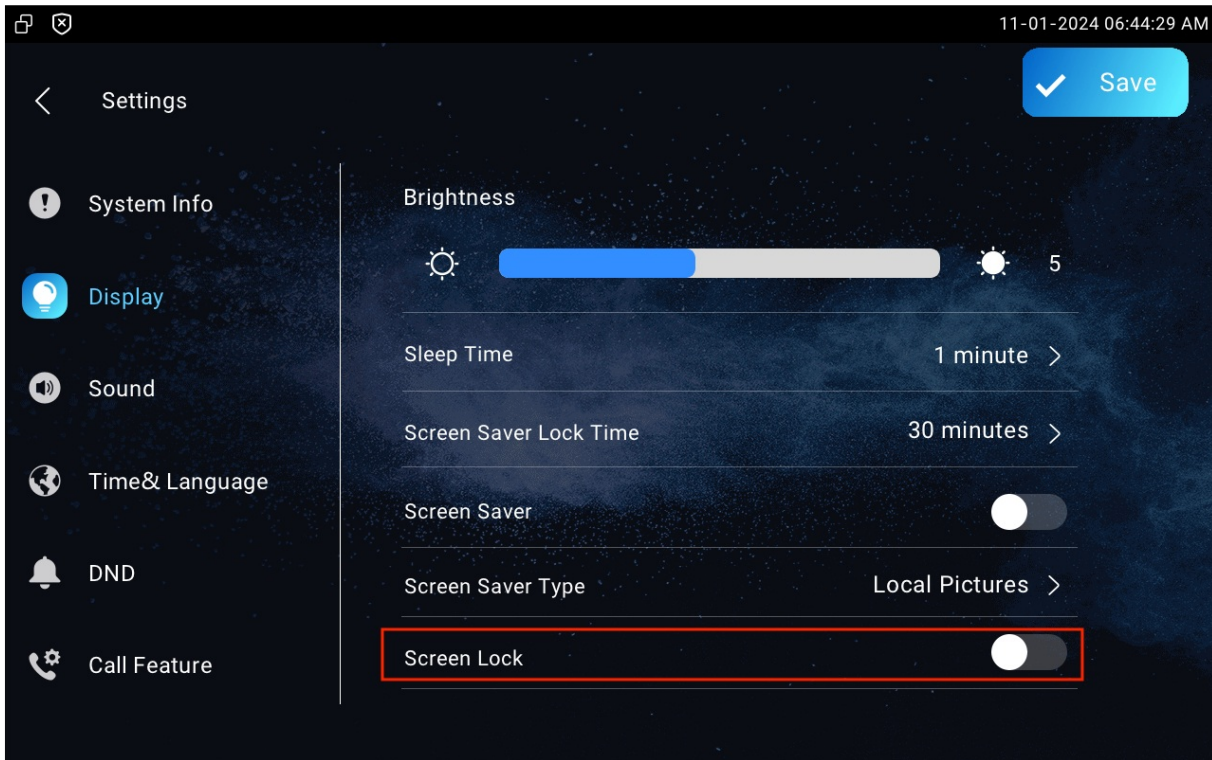 11-01-2024 06:44:29 AM
Settings
Save
System Info
Display
Sound
Time& Language
DND
Call Feature
Brightness
5
Sleep Time 1 minute
Screen Saver Lock Time 30 minutes
Screen Saver
Screen Saver Type Local Pictures
Screen Lock